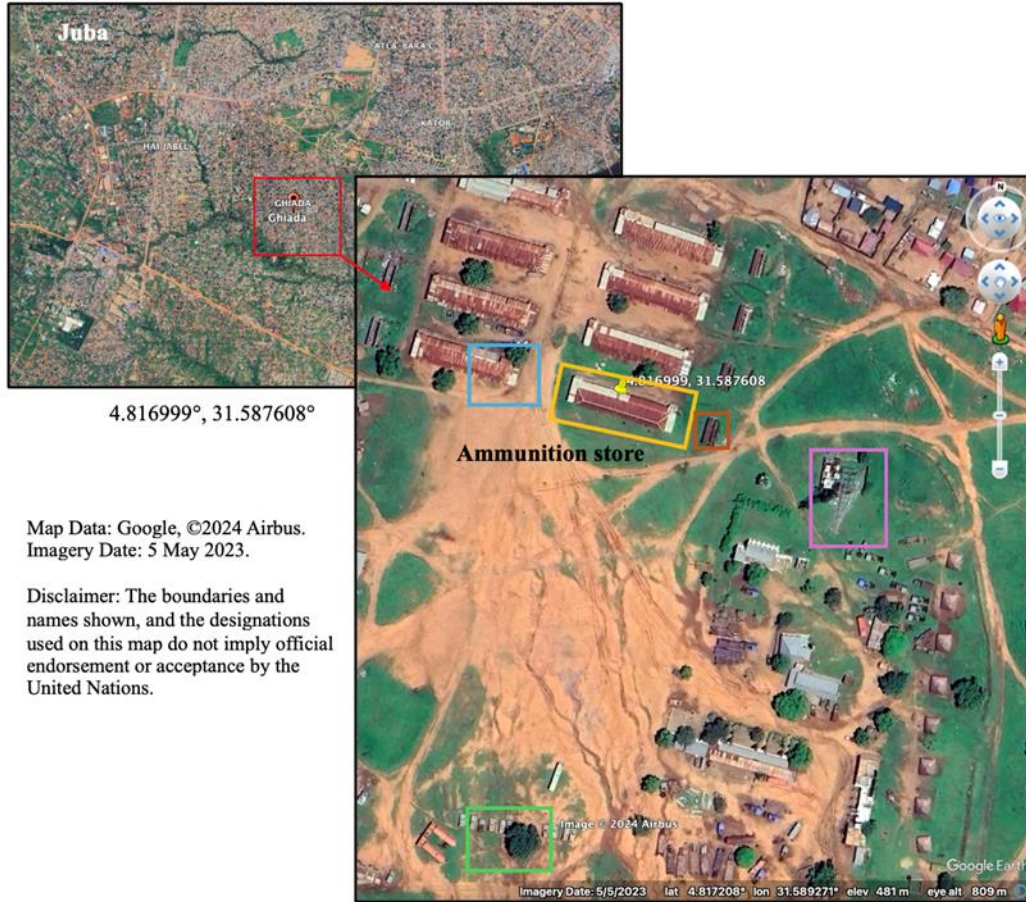 Juba
ATLA BARA C
KATOR
HAI JABEL
GHIADA
Ghiada
N
4.816999, 31.587608
4.816999°, 31.587608°
Ammunition store
Map Data: Google, ©2024 Airbus.
Imagery Date: 5 May 2023.
Disclaimer: The boundaries and
names shown, and the designations
used on this map do not imply official
endorsement or acceptance by the
United Nations.
Image © 2024 Airbus
Google Earth
Imagery Date: 5/5/2023 lat 4.817208° lon 31.589271° elev 481 m eye alt 809 m